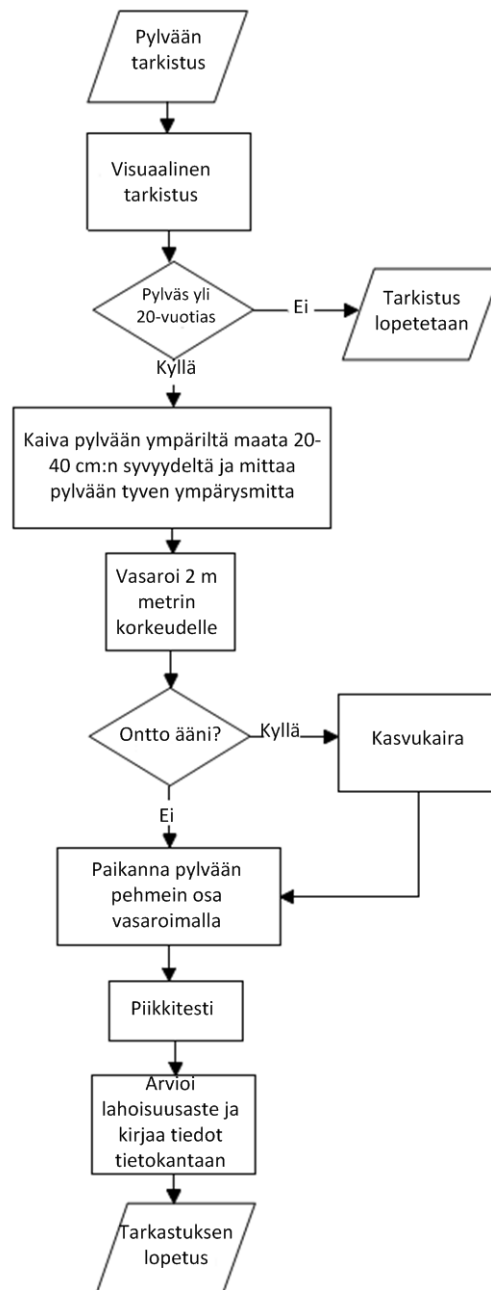 Pylvään
tarkistus
Visuaalinen
tarkistus
Pylväs yli
20-vuotias
Ei
Tarkistus
lopetetaan
Kyllä
Kaiva pylvään ympäriltä maata 20-
40 cm:n syvyydeltä ja mittaa
pylvään tyven ympärysmitta
Vasaroi 2 m
metrin
korkeudelle
Ontto ääni?
Kyllä
Kasvukaira
Ei
Paikanna pylvään
pehmein osa
vasaroimalla
Piikkitesti
Arvioi
lahoisuusaste ja
kirjaa tiedot
tietokantaan
Tarkastuksen
lopetus